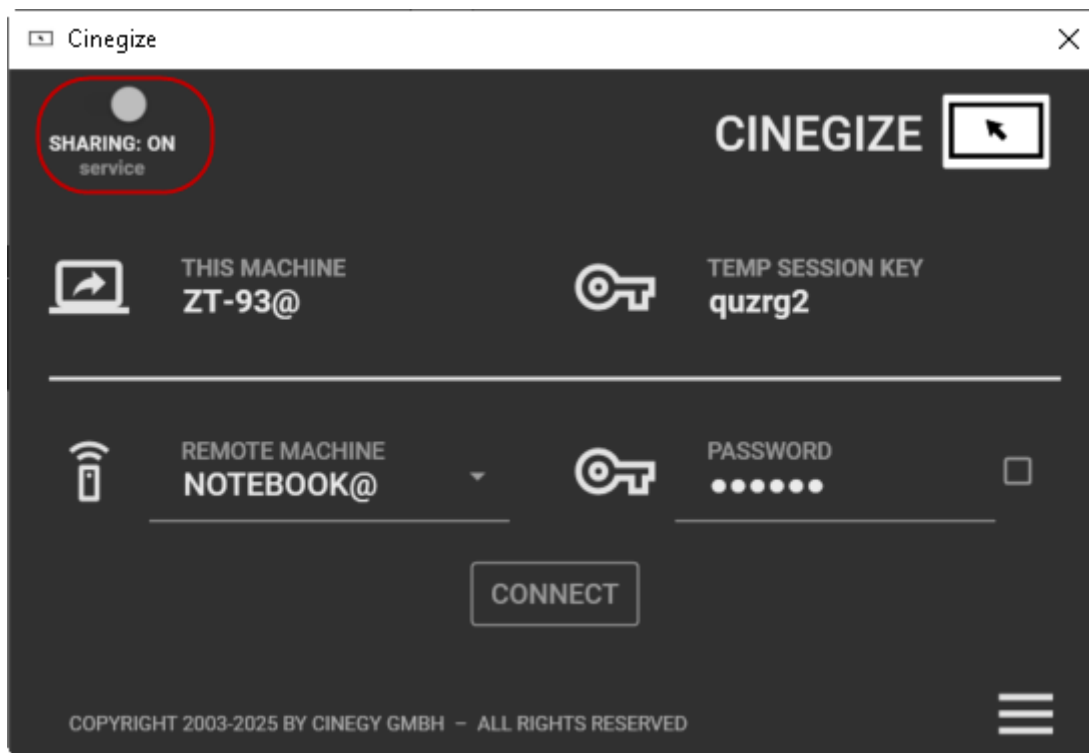 Cinegize
SHARING: ON
service
CINEGIZE
THIS MACHINE
ZT-93@
TEMP SESSION KEY
quzrg2
REMOTE MACHINE
NOTEBOOK@
PASSWORD
●●●●●●
CONNECT
COPYRIGHT 2003-2025 BY CINEGY GMBH – ALL RIGHTS RESERVED